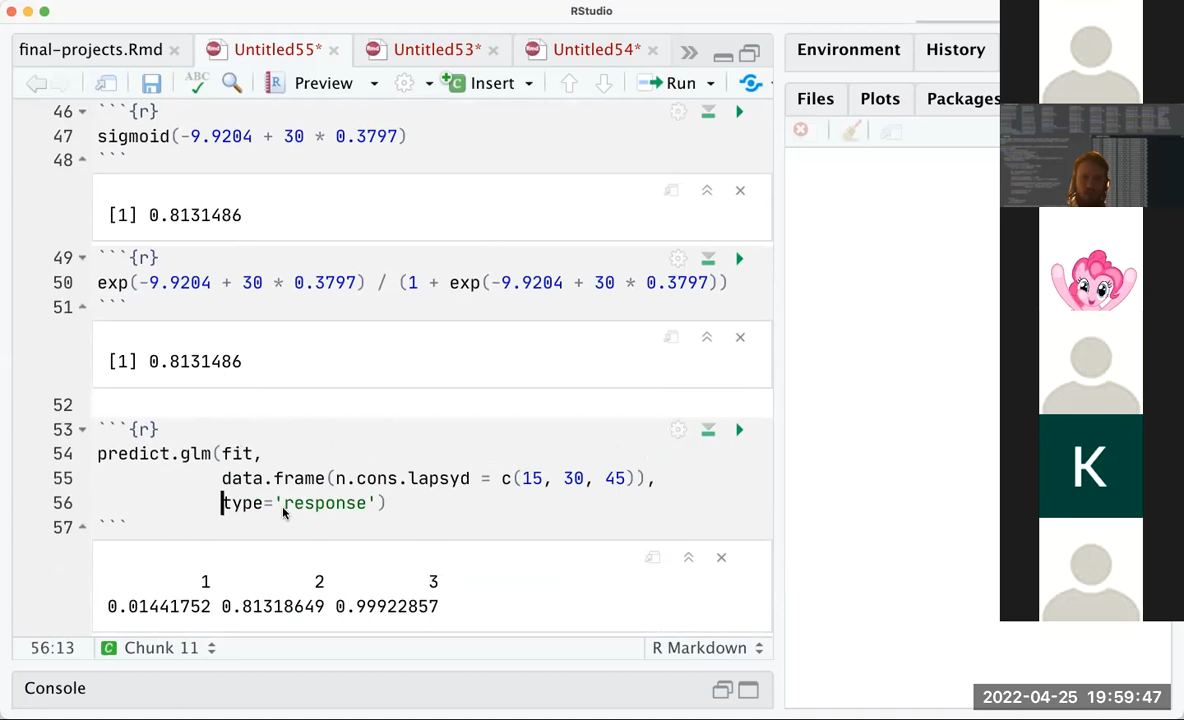 RStudio
final-projects.Rmd
Untitled55*
Untitled53*
Untitled54*
ABC
Preview
Insert
Run
46 ```{r}
47 sigmoid(-9.9204 + 30 * 0.3797)
48 ```
[1] 0.8131486
49 ```{r}
50 exp(-9.9204 + 30 * 0.3797) / (1 + exp(-9.9204 + 30 * 0.3797))
51 ```
[1] 0.8131486
52
53 ```{r}
54 predict.glm(fit,
55 data.frame(n.cons.lapsyd = c(15, 30, 45)),
56 type='response')
57 ```
1 2 3
0.01441752 0.81318649 0.99922857
56:13
Chunk 11
R Markdown
Console
Environment
History
Files
Plots
Packages
K
2022-04-25 19:59:47